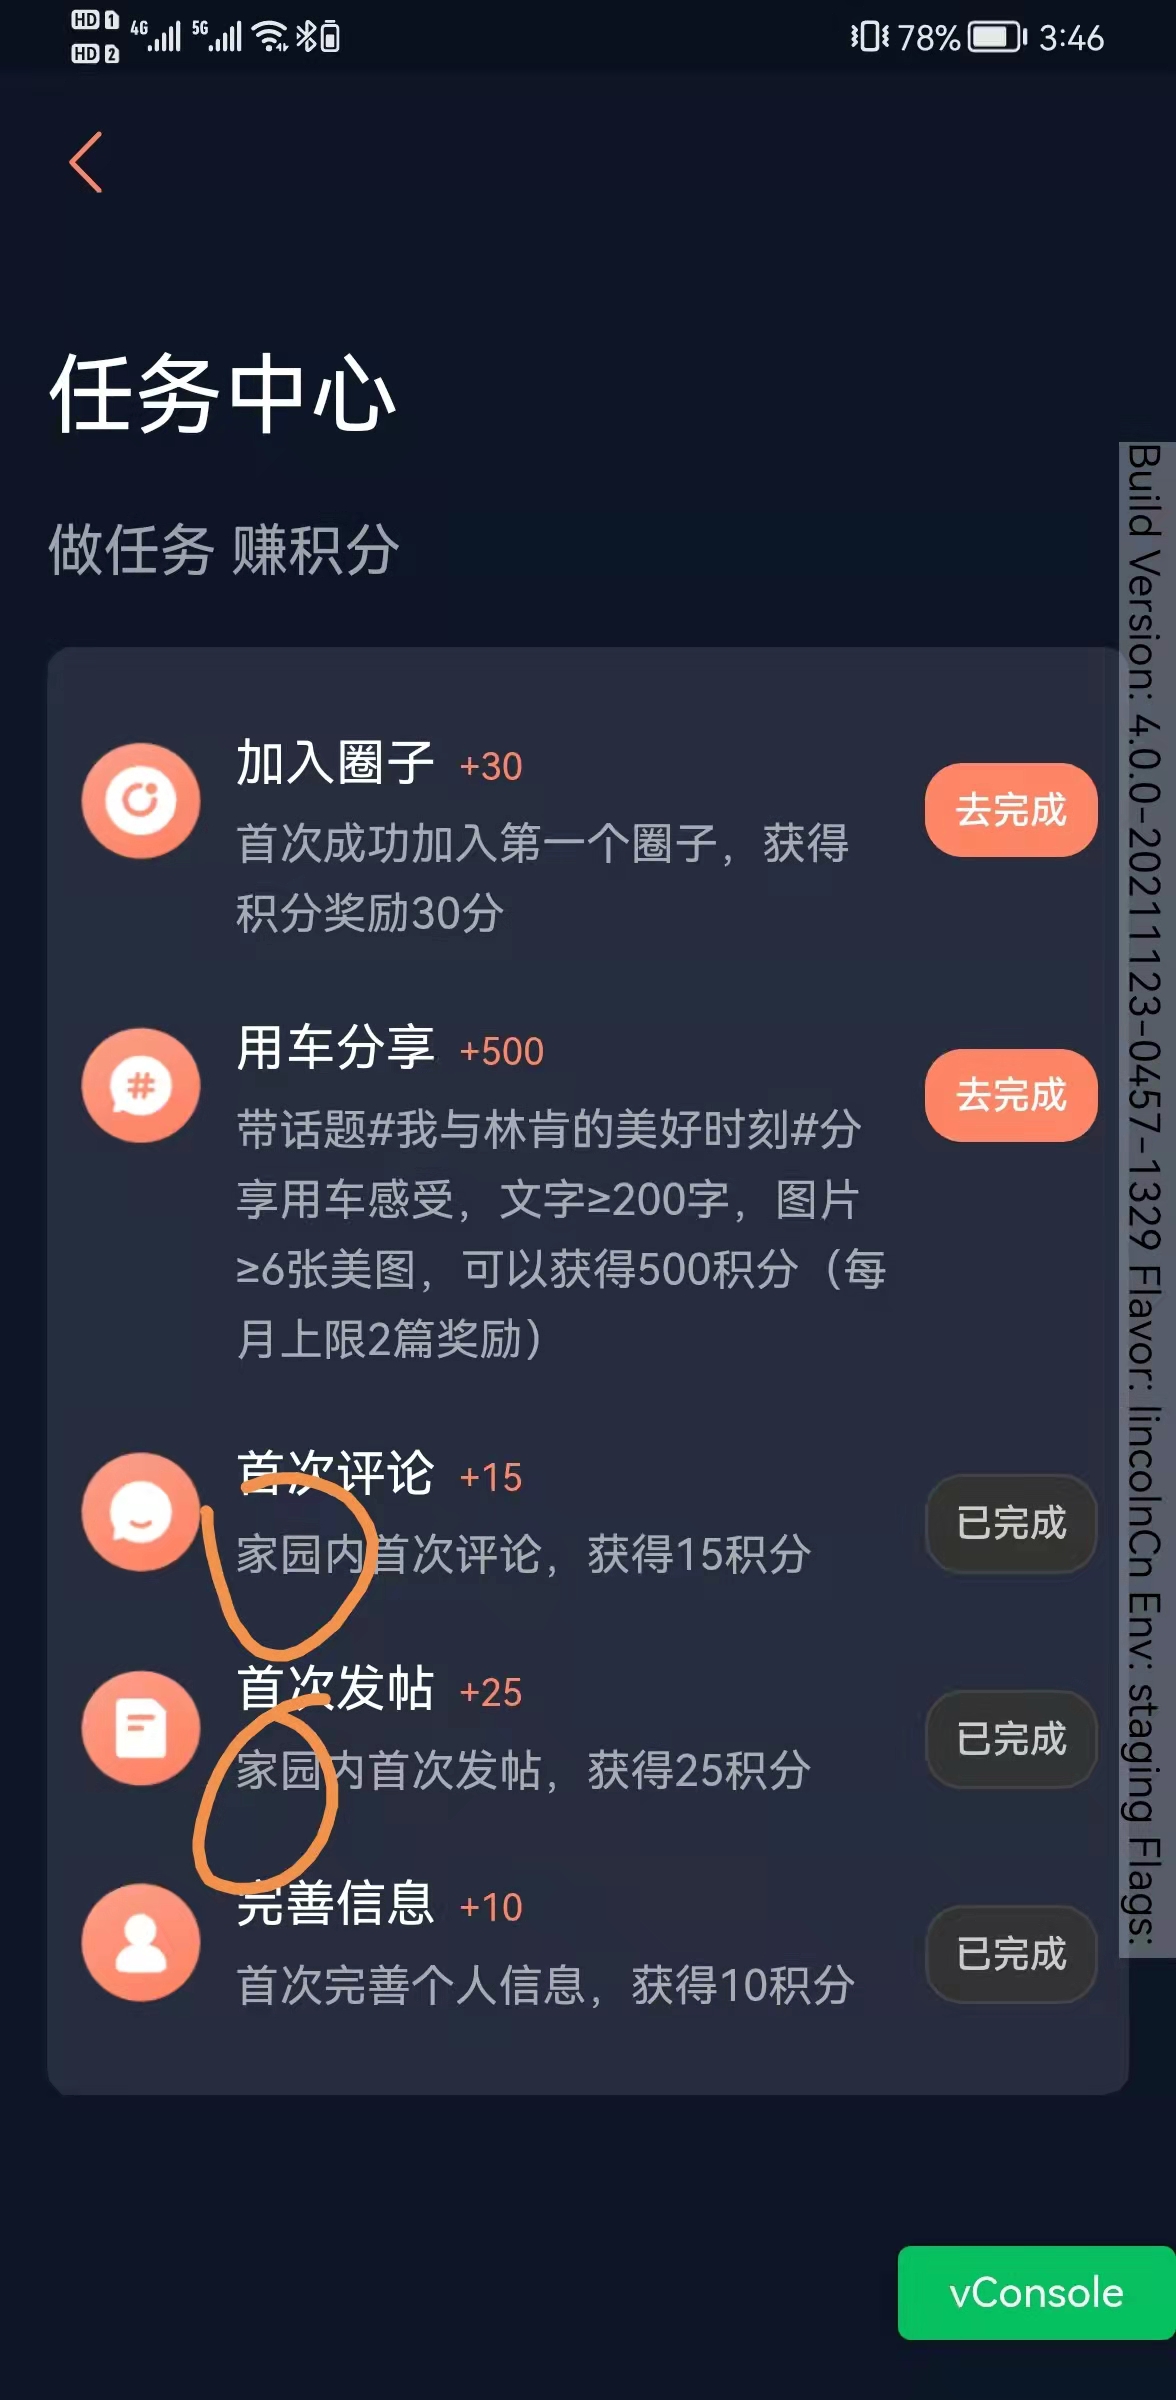 HD 1 4G 5G 78% 3:46
HD 2
任务中心
做任务 赚积分
加入圈子 +30
首次成功加入第一个圈子，获得
积分奖励30分
去完成
用车分享 +500
带话题#我与林肯的美好时刻#分
享用车感受，文字≥200字，图片
≥6张美图，可以获得500积分（每
月上限2篇奖励）
去完成
首次评论 +15
家园内首次评论，获得15积分
已完成
首次发帖 +25
家园内首次发帖，获得25积分
已完成
完善信息 +10
首次完善个人信息，获得10积分
已完成
Build Version: 4.0.0-20211123-0457-1329 Flavor: lincolnCn Env: staging Flags:
vConsole